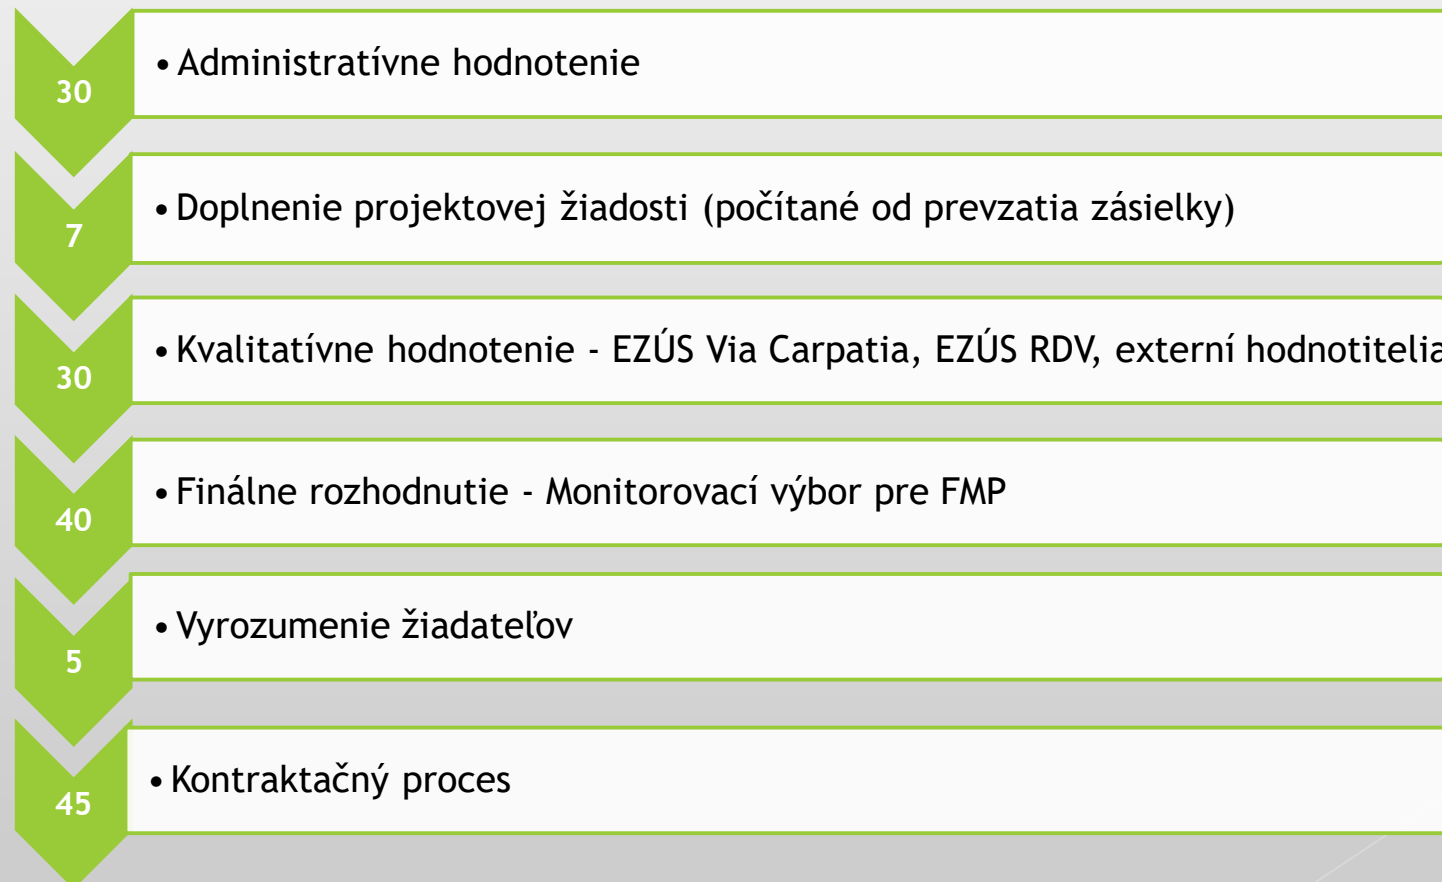 30
• Administratívne hodnotenie
7
• Doplnenie projektovej žiadosti (počítané od prevzatia zásielky)
30
• Kvalitatívne hodnotenie - EZÚS Via Carpatia, EZÚS RDV, externí hodnotitelia
40
• Finálne rozhodnutie - Monitorovací výbor pre FMP
5
• Vyrozumenie žiadateľov
45
• Kontraktačný proces